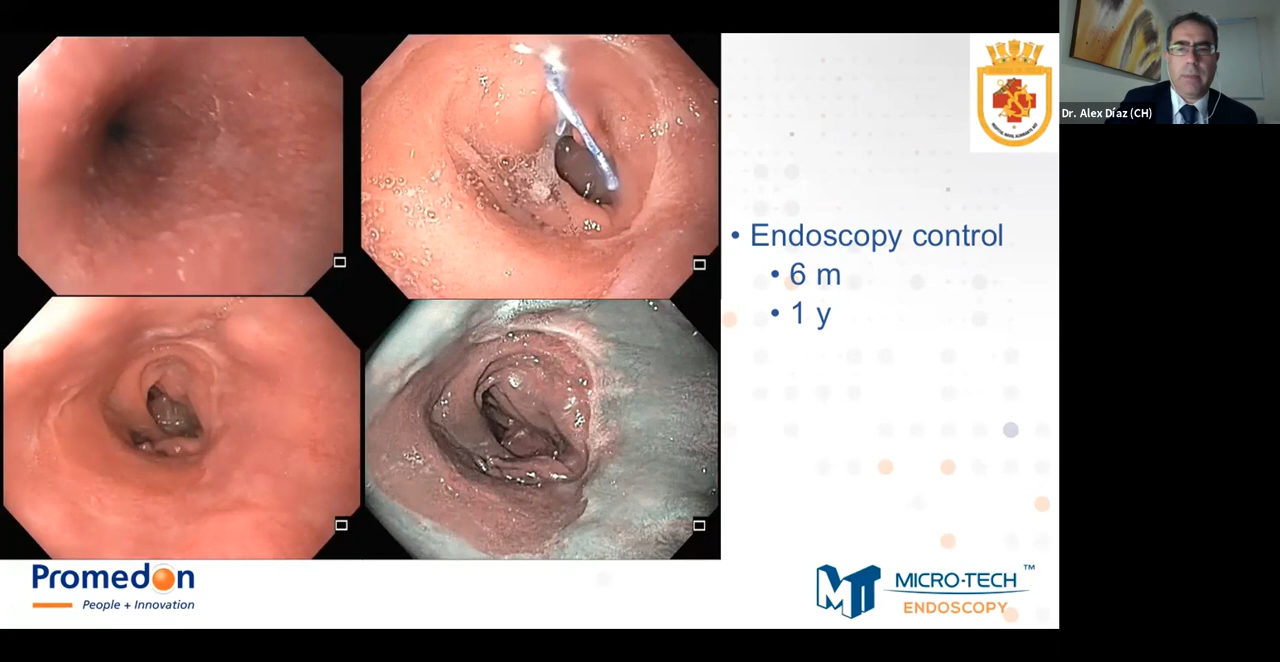 Dr. Alex Díaz (CH)
• Endoscopy control
• 6 m
• 1 y
Promedon
People + Innovation
MICRO-TECH™
ENDOSCOPY